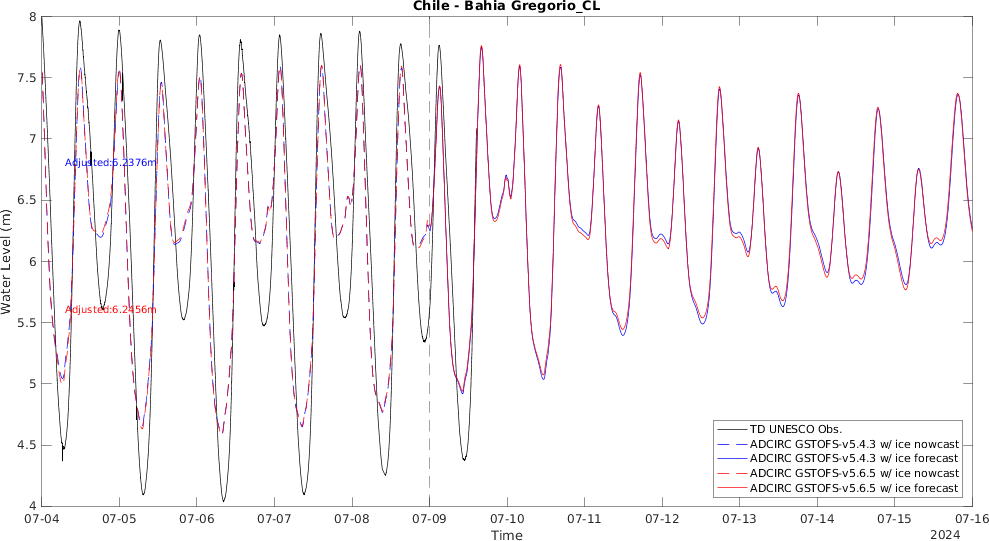 Chile - Bahia Gregorio_CL
8
7.5
7
6.5
6
5.5
5
4.5
4
Water Level (m)
Adjusted:6.2376m
Adjusted:6.2456m
TD UNESCO Obs.
ADCIRC GSTOFS-v5.4.3 w/ ice nowcast
ADCIRC GSTOFS-v5.4.3 w/ ice forecast
ADCIRC GSTOFS-v5.6.5 w/ ice nowcast
ADCIRC GSTOFS-v5.6.5 w/ ice forecast
07-04 07-05 07-06 07-07 07-08 07-09 07-10 07-11 07-12 07-13 07-14 07-15 07-16
Time
2024